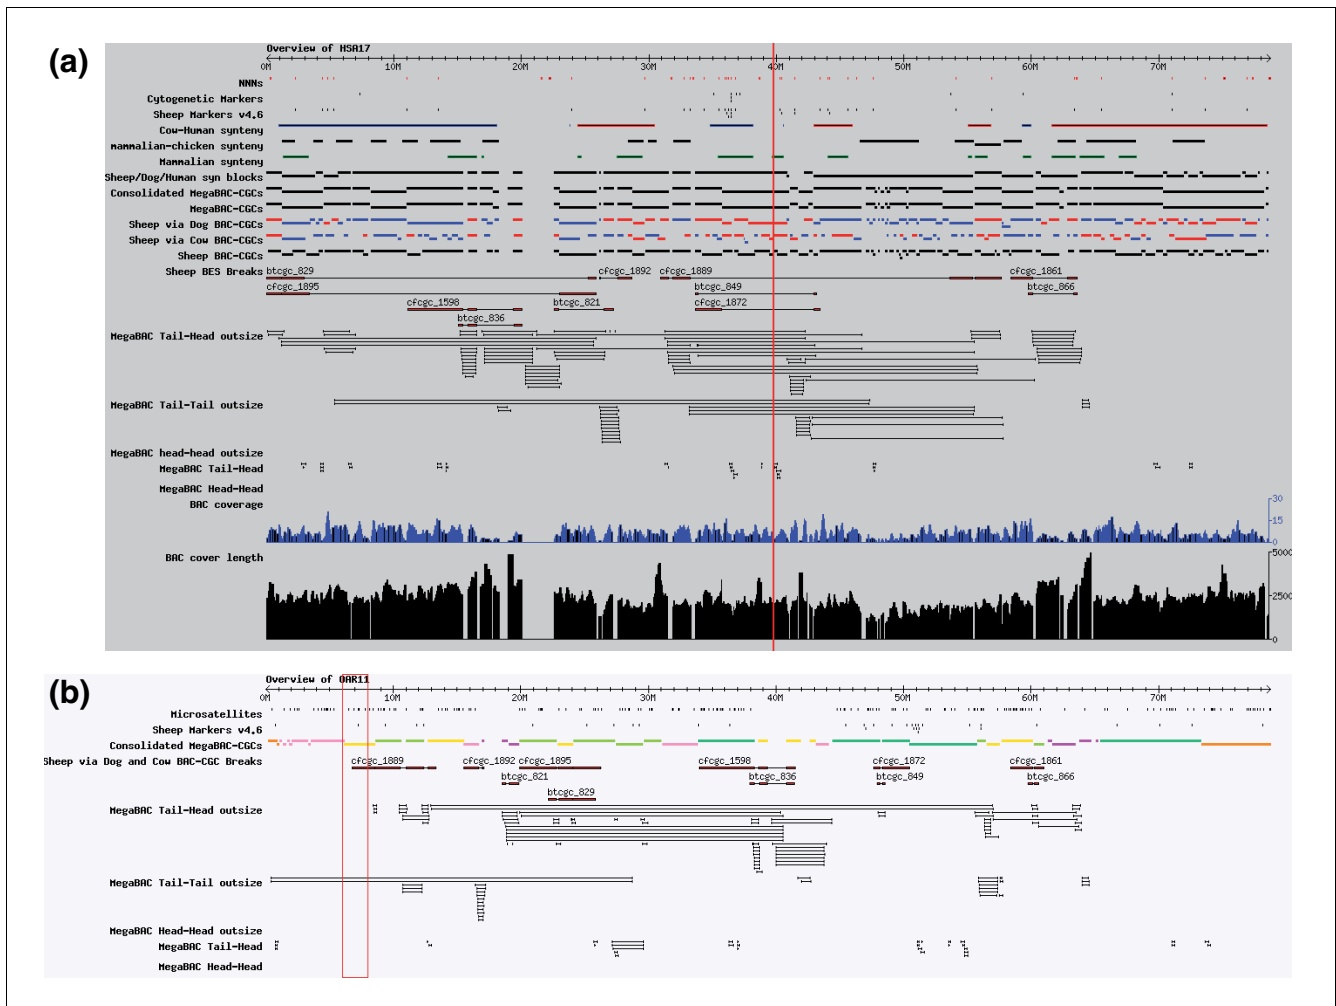 (a)
Overview of HSA17
0M 10M 20M 30M 40M 50M 60M 70M
NNNs
Cytogenetic Markers
Sheep Markers v4.6
Cow-Human synteny
mammalian-chicken synteny
Mammalian synteny
Sheep/Dog/Human syn blocks
Consolidated MegaBAC-CGCs
MegaBAC-CGCs
Sheep via Dog BAC-CGCs
Sheep via Cow BAC-CGCs
Sheep BAC-CGCs
Sheep BES Breaks
btcgc_829 cfcgc_1892 cfcgc_1889 cfcgc_1861
cfcgc_1895 btcgc_849 btcgc_866
cfcgc_1598 btcgc_821 cfcgc_1872
btcgc_836
MegaBAC Tail-Head outsize
MegaBAC Tail-Tail outsize
MegaBAC head-head outsize
MegaBAC Tail-Head
MegaBAC Head-Head
BAC coverage
30
15
0
BAC cover length
5000
2500
0
(b)
Overview of OAR11
0M 10M 20M 30M 40M 50M 60M 70M
Microsatellites
Sheep Markers v4.6
Consolidated MegaBAC-CGCs
Sheep via Dog and Cow BAC-CGC Breaks
cfcgc_1889 cfcgc_1892 cfcgc_1895 cfcgc_1598 cfcgc_1872 cfcgc_1861
btcgc_821 btcgc_836 btcgc_849 btcgc_866
btcgc_829
MegaBAC Tail-Head outsize
MegaBAC Tail-Tail outsize
MegaBAC Head-Head outsize
MegaBAC Tail-Head
MegaBAC Head-Head